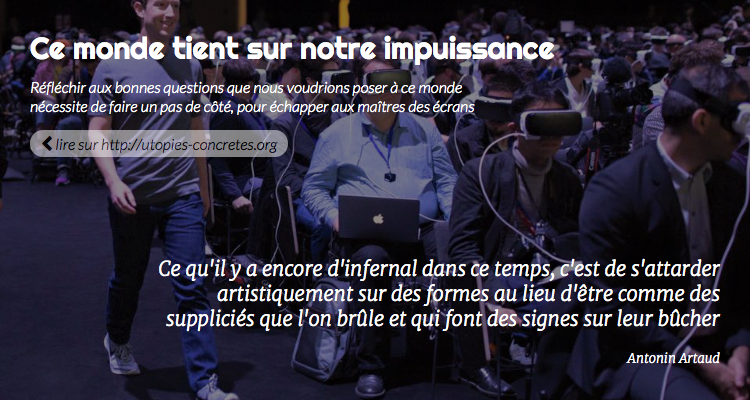 Ce monde tient sur notre impuissance
Réfléchir aux bonnes questions que nous voudrions poser à ce monde
nécessite de faire un pas de côté, pour échapper aux maîtres des écrans
lire sur http://utopies-concretes.org
Ce qu'il y a encore d'infernal dans ce temps, c'est de s'attarder
artistiquement sur des formes au lieu d'être comme des
suppliciés que l'on brûle et qui font des signes sur leur bûcher
Antonin Artaud